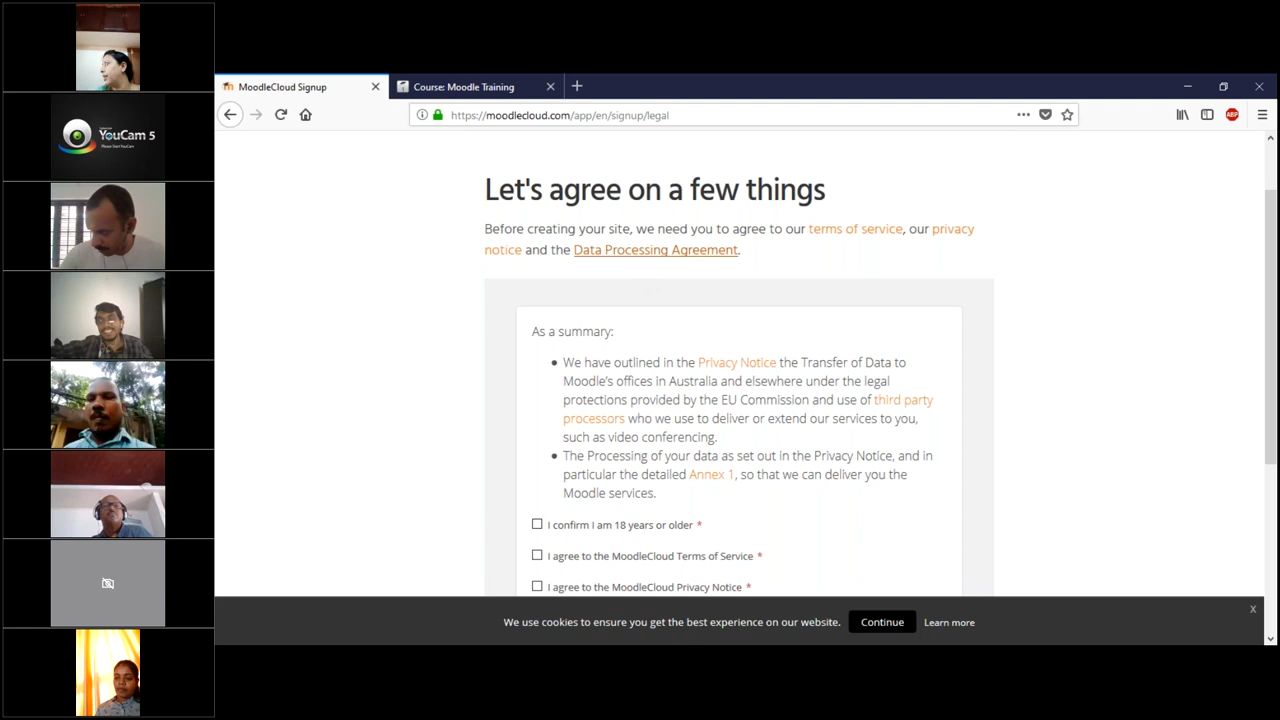 YouCam 5
MoodleCloud Signup
Course: Moodle Training
https://moodlecloud.com/app/en/signup/legal
ABP
Let's agree on a few things
Before creating your site, we need you to agree to our terms of service, our privacy
notice and the Data Processing Agreement.
As a summary:
We have outlined in the Privacy Notice the Transfer of Data to
Moodle's offices in Australia and elsewhere under the legal
protections provided by the EU Commission and use of third party
processors who we use to deliver or extend our services to you,
such as video conferencing.
The Processing of your data as set out in the Privacy Notice, and in
particular the detailed Annex 1, so that we can deliver you the
Moodle services.
I confirm I am 18 years or older *
I agree to the MoodleCloud Terms of Service *
I agree to the MoodleCloud Privacy Notice *
We use cookies to ensure you get the best experience on our website. Continue Learn more
x